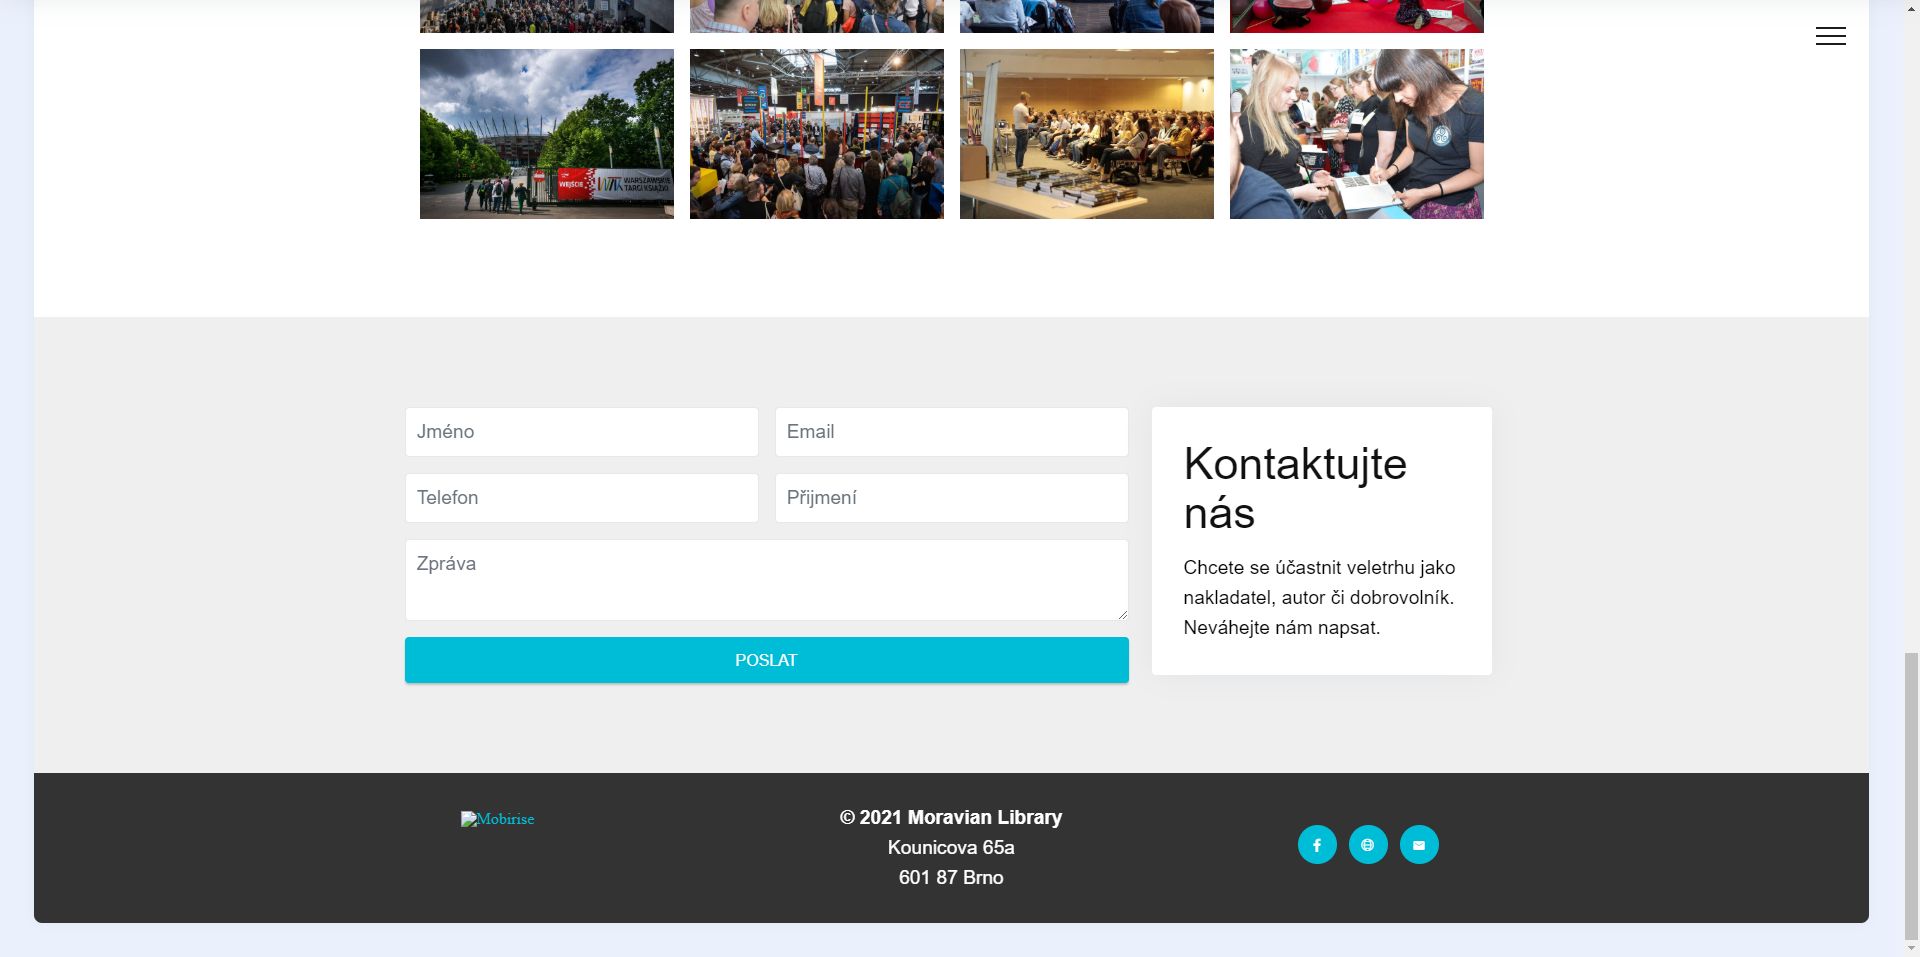 WEJŚCIE
WARSZAWSKIE
TARGI KSIĄŻKI
Jméno
Email
Telefon
Přijmení
Zpráva
POSLAT
Kontaktujte
nás
Chcete se účastnit veletrhu jako
nakladatel, autor či dobrovolník.
Neváhejte nám napsat.
Mobirise
© 2021 Moravian Library
Kounicova 65a
601 87 Brno